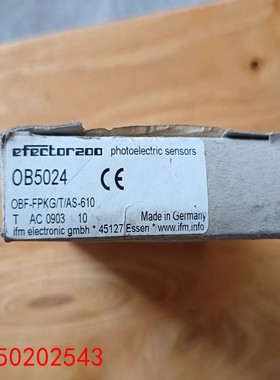 efector200 photoelectric sensors
OB5024 CE
OBF-FPKG/T/AS-610
T AC 0903 10 Made in Germany
ifm electronic gmbh * 45127 Essen * www.ifm.info
50202543